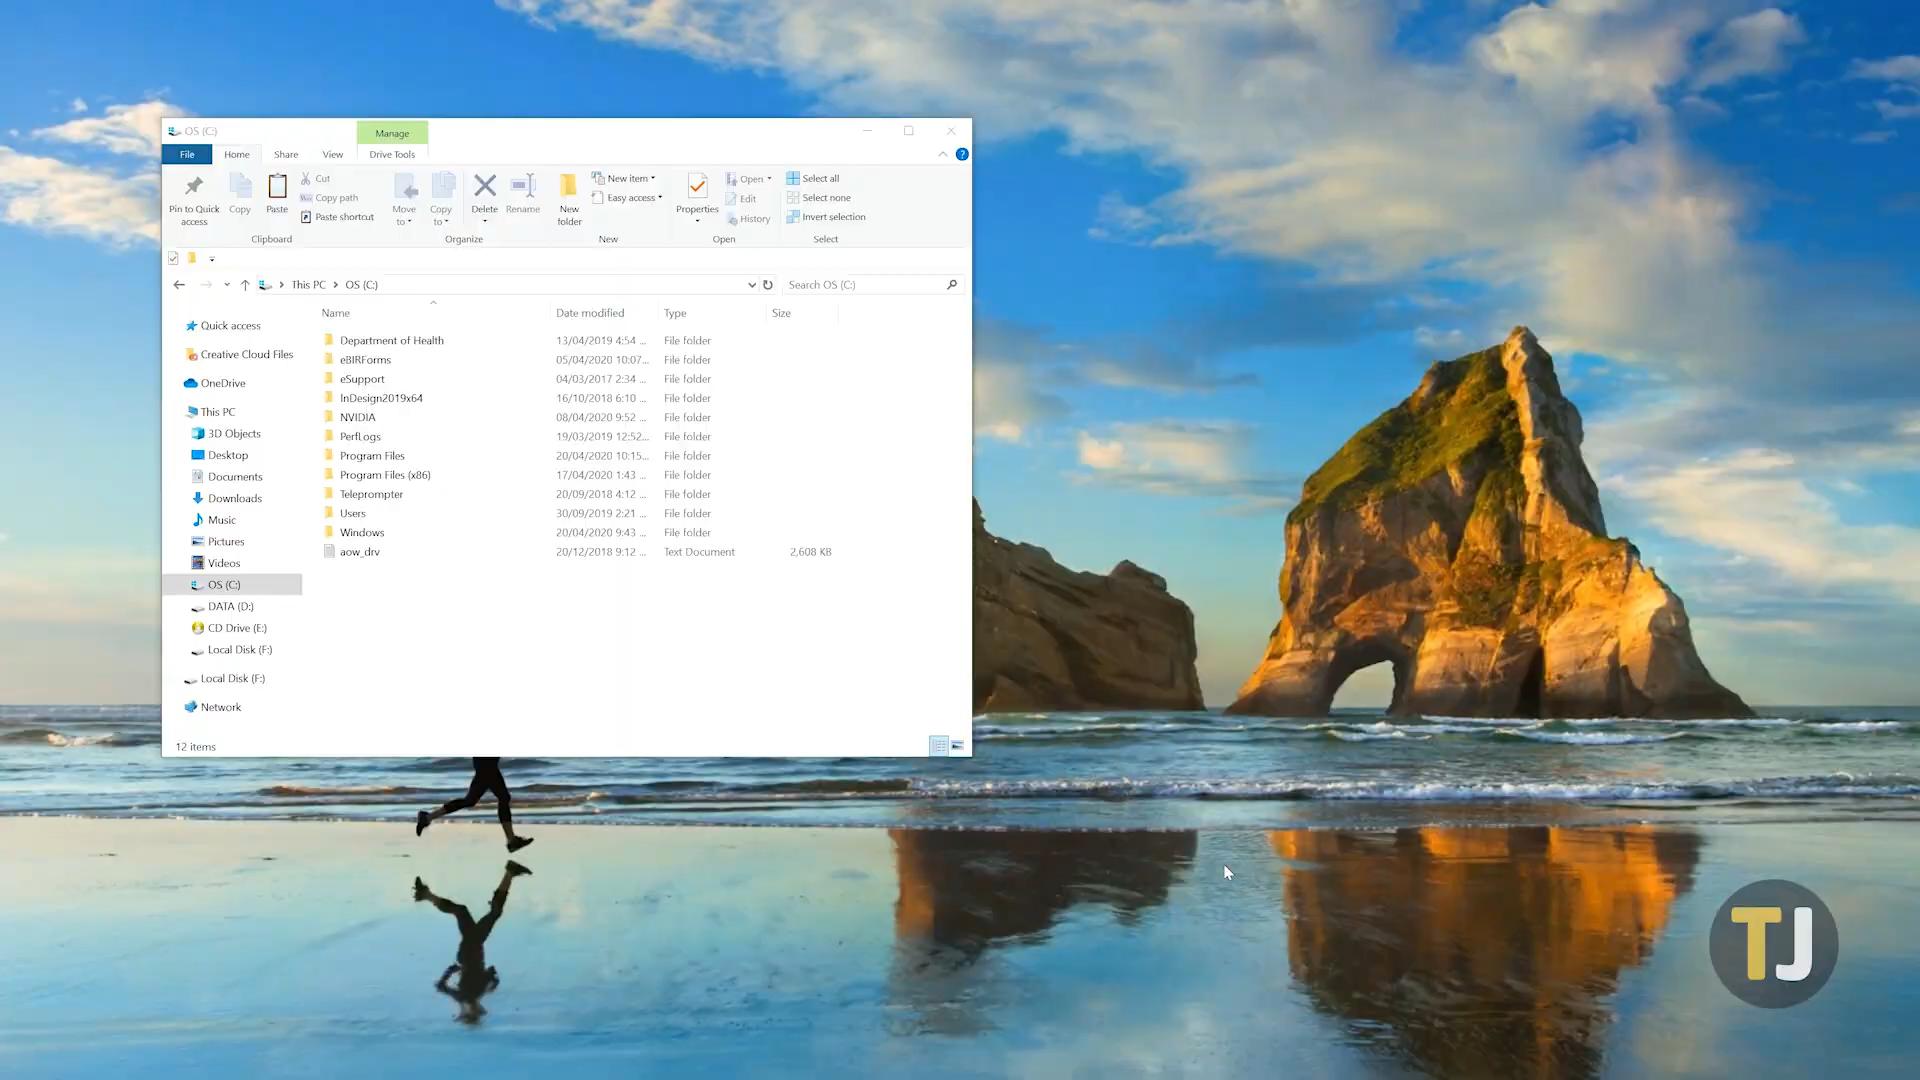 OS (C:)
Manage
File Home Share View Drive Tools
Pin to Quick access
Copy
Paste
Cut
Copy path
Paste shortcut
Clipboard
Move to
Copy to
Delete
Rename
Organize
New folder
New item
Easy access
New
Properties
Open
Edit
History
Open
Select all
Select none
Invert selection
Select
This PC OS (C:)
Search OS (C:)
Quick access
Creative Cloud Files
OneDrive
This PC
3D Objects
Desktop
Documents
Downloads
Music
Pictures
Videos
OS (C:)
DATA (D:)
CD Drive (E:)
Local Disk (F:)
Local Disk (F:)
Network
Name Date modified Type Size
Department of Health 13/04/2019 4:54 ... File folder
eBIRForms 05/04/2020 10:07... File folder
eSupport 04/03/2017 2:34 ... File folder
InDesign2019x64 16/10/2018 6:10 ... File folder
NVIDIA 08/04/2020 9:52 ... File folder
PerfLogs 19/03/2019 12:52... File folder
Program Files 20/04/2020 10:15... File folder
Program Files (x86) 17/04/2020 1:43 ... File folder
Teleprompter 20/09/2018 4:12 ... File folder
Users 30/09/2019 2:21 ... File folder
Windows 20/04/2020 9:43 ... File folder
aow_drv 20/12/2018 9:12 ... Text Document 2,608 KB
12 items
TJ